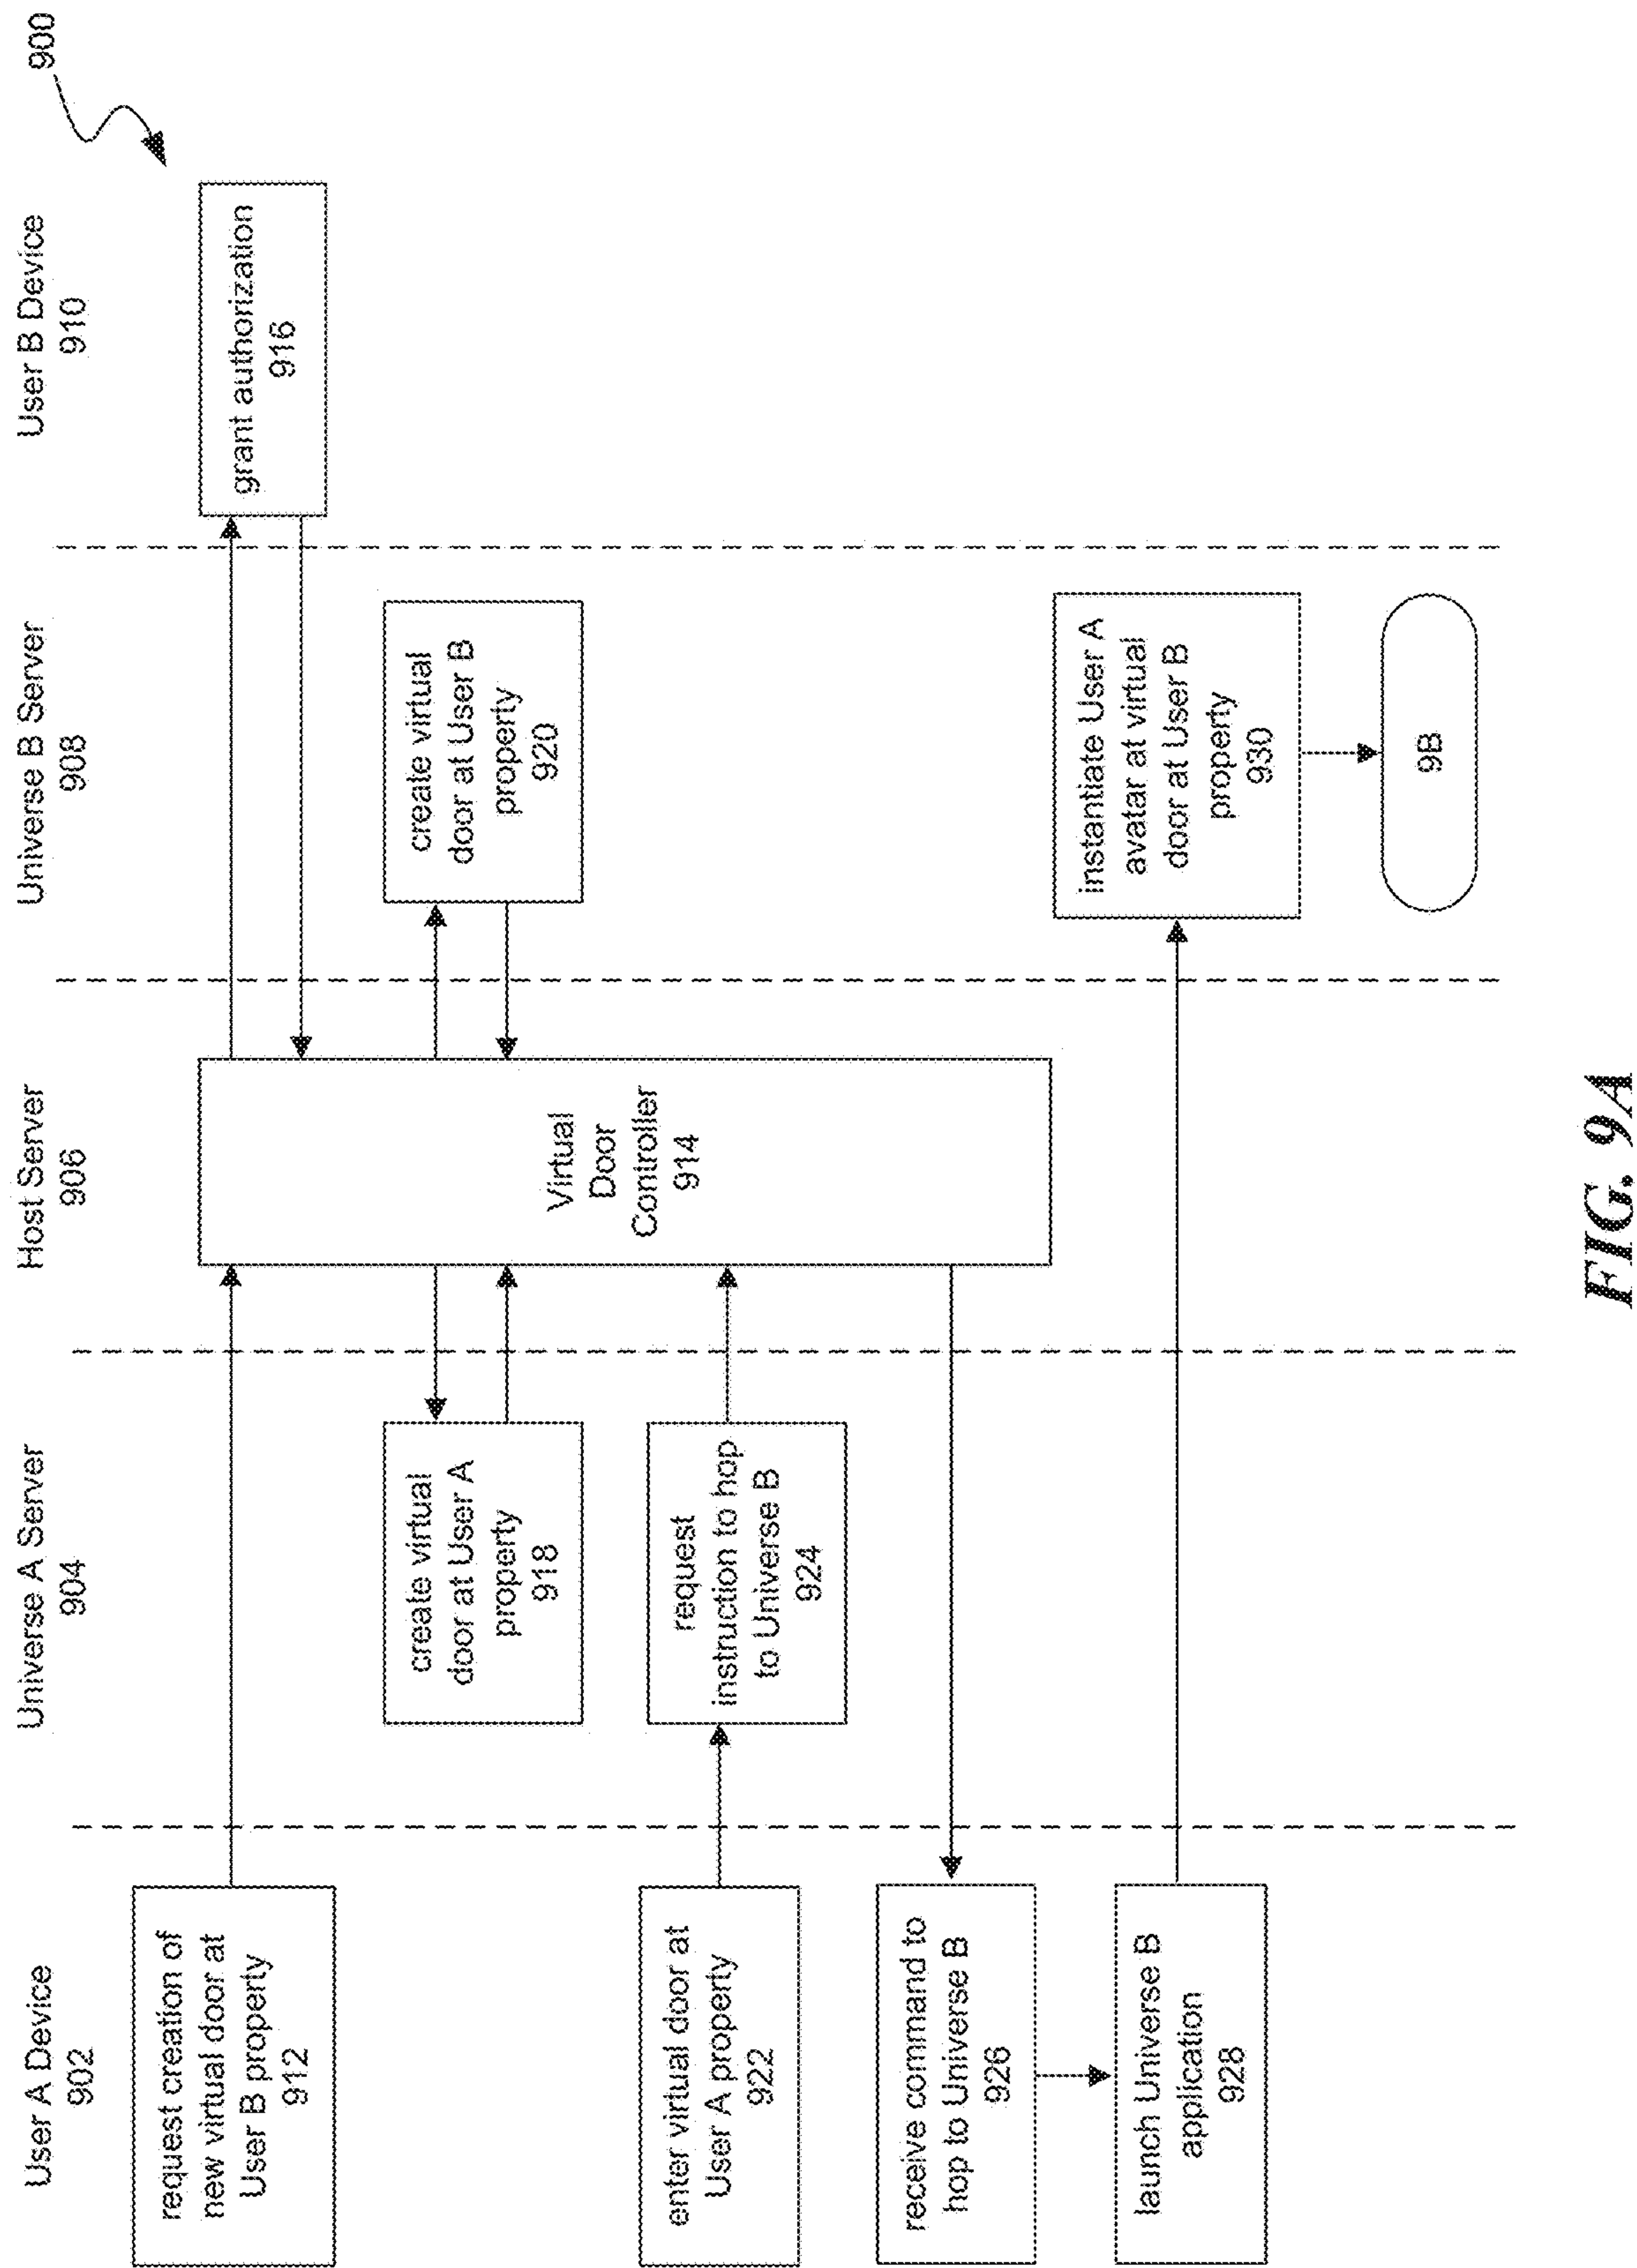 900
User A Device
902
Universe A Server
904
Host Server
906
Universe B Server
908
User B Device
910
request creation of
new virtual door at
User B property
912
Virtual
Door
Controller
914
grant authorization
916
create virtual
door at User A
property
918
create virtual
door at User B
property
920
enter virtual door at
User A property
922
request
instruction to hop
to Universe B
924
receive command to
hop to Universe B
926
launch Universe B
application
928
instantiate User A
avatar at virtual
door at User B
property
930
9B
FIG. 9A